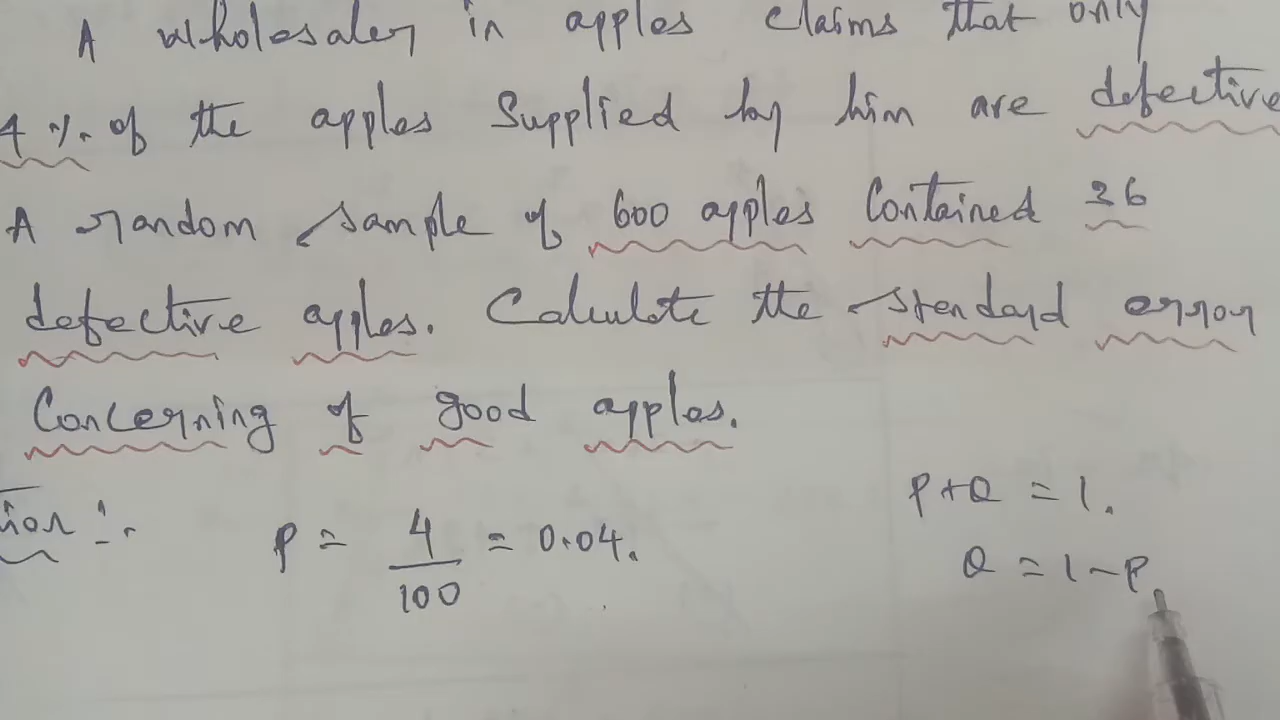 A wholesaler in apples claims that only
4 %. of the apples Supplied by him are defective
A random sample of 600 apples Contained 36
defective apples. Calculate the standard error
Concerning of good apples.
P = 4/100 = 0.04.
P+Q = 1.
Q = 1-P